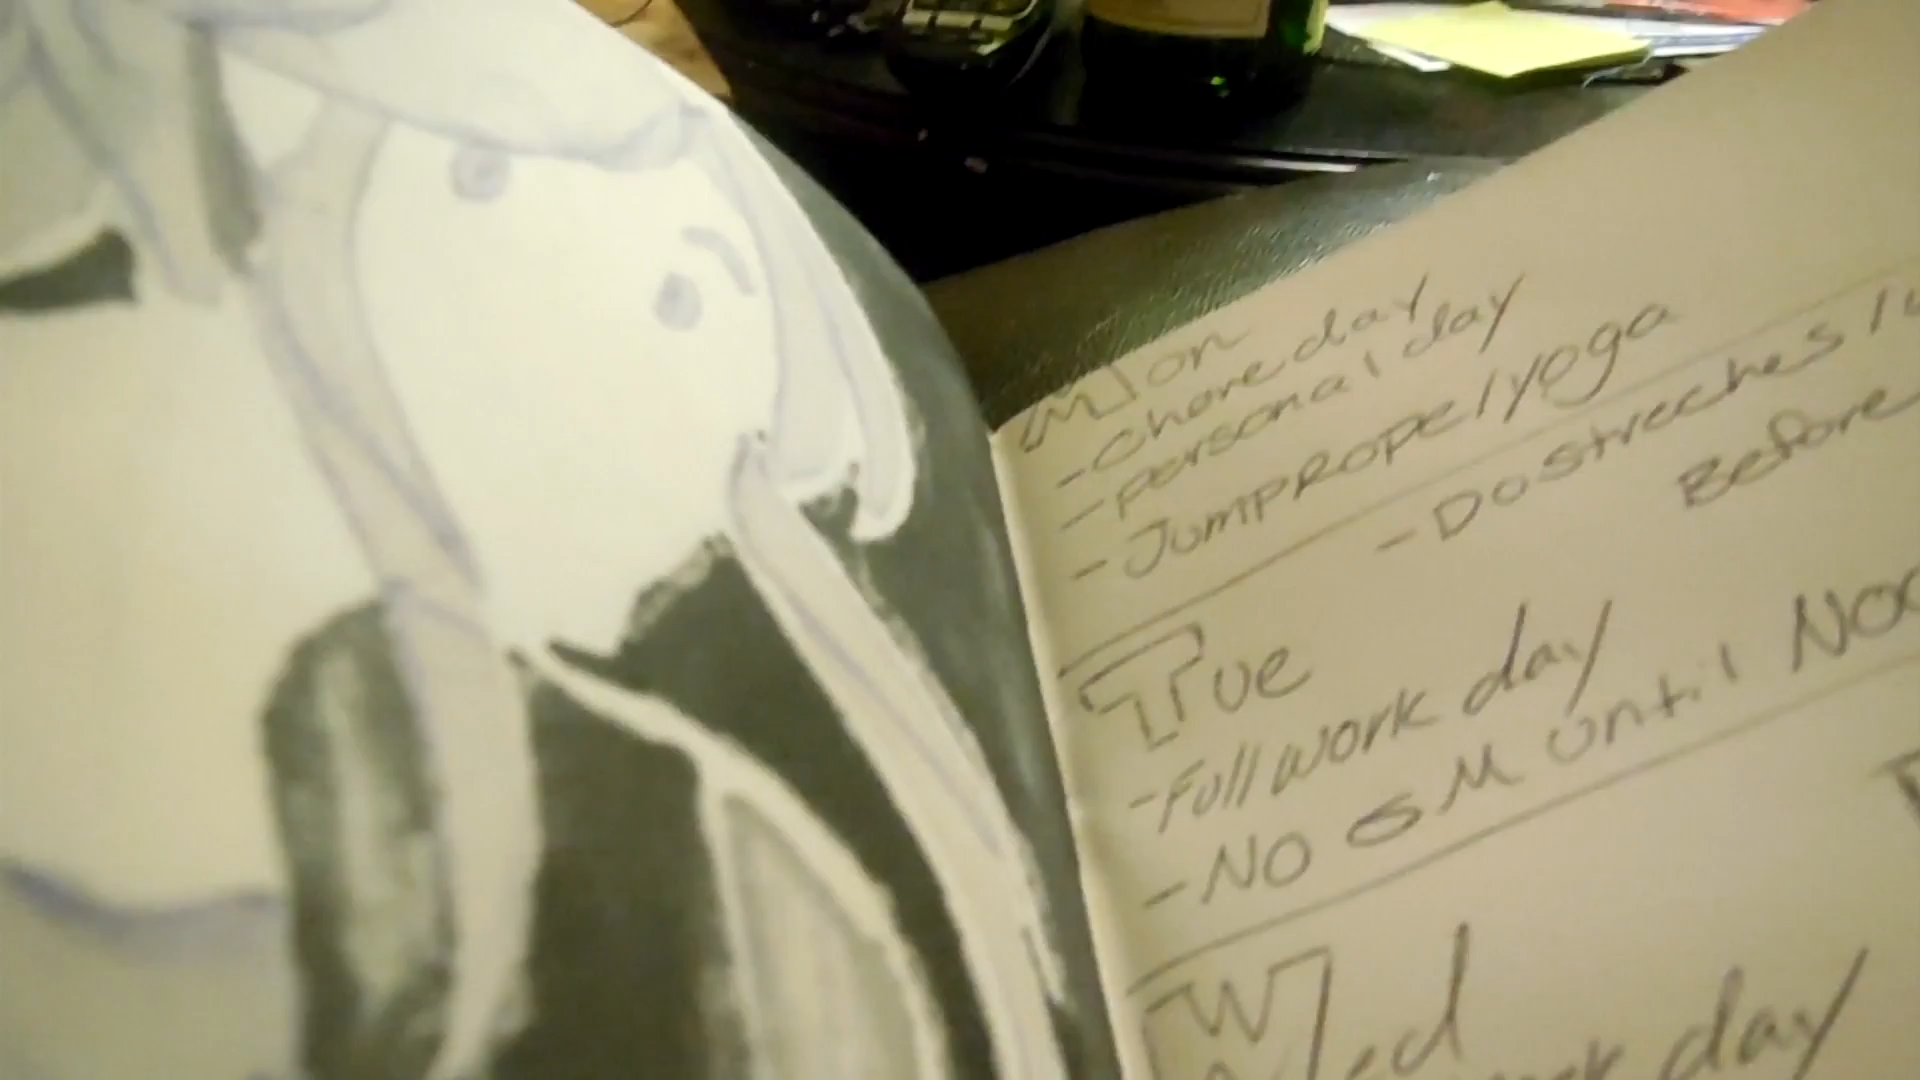 Mon
- Chore day
- personal day
- JumpROPe/yoga
- Do streches
Before
Tue
- Full work day
- NO SM until
Wed
day